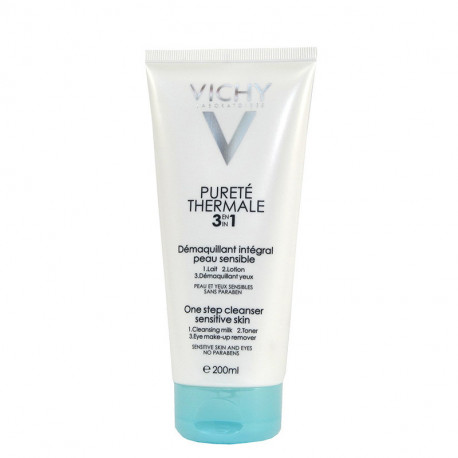 VICHY
LABORATOIRES
V
PURETÉ
THERMALE
3 EN IN 1
Démaquillant intégral
peau sensible
1.Lait 2.Lotion
3.Démaquillant yeux
PEAU ET YEUX SENSIBLES
SANS PARABEN
One step cleanser
sensitive skin
1.Cleansing milk 2.Toner
3.Eye make-up remover
SENSITIVE SKIN AND EYES
NO PARABENS
e 200ml